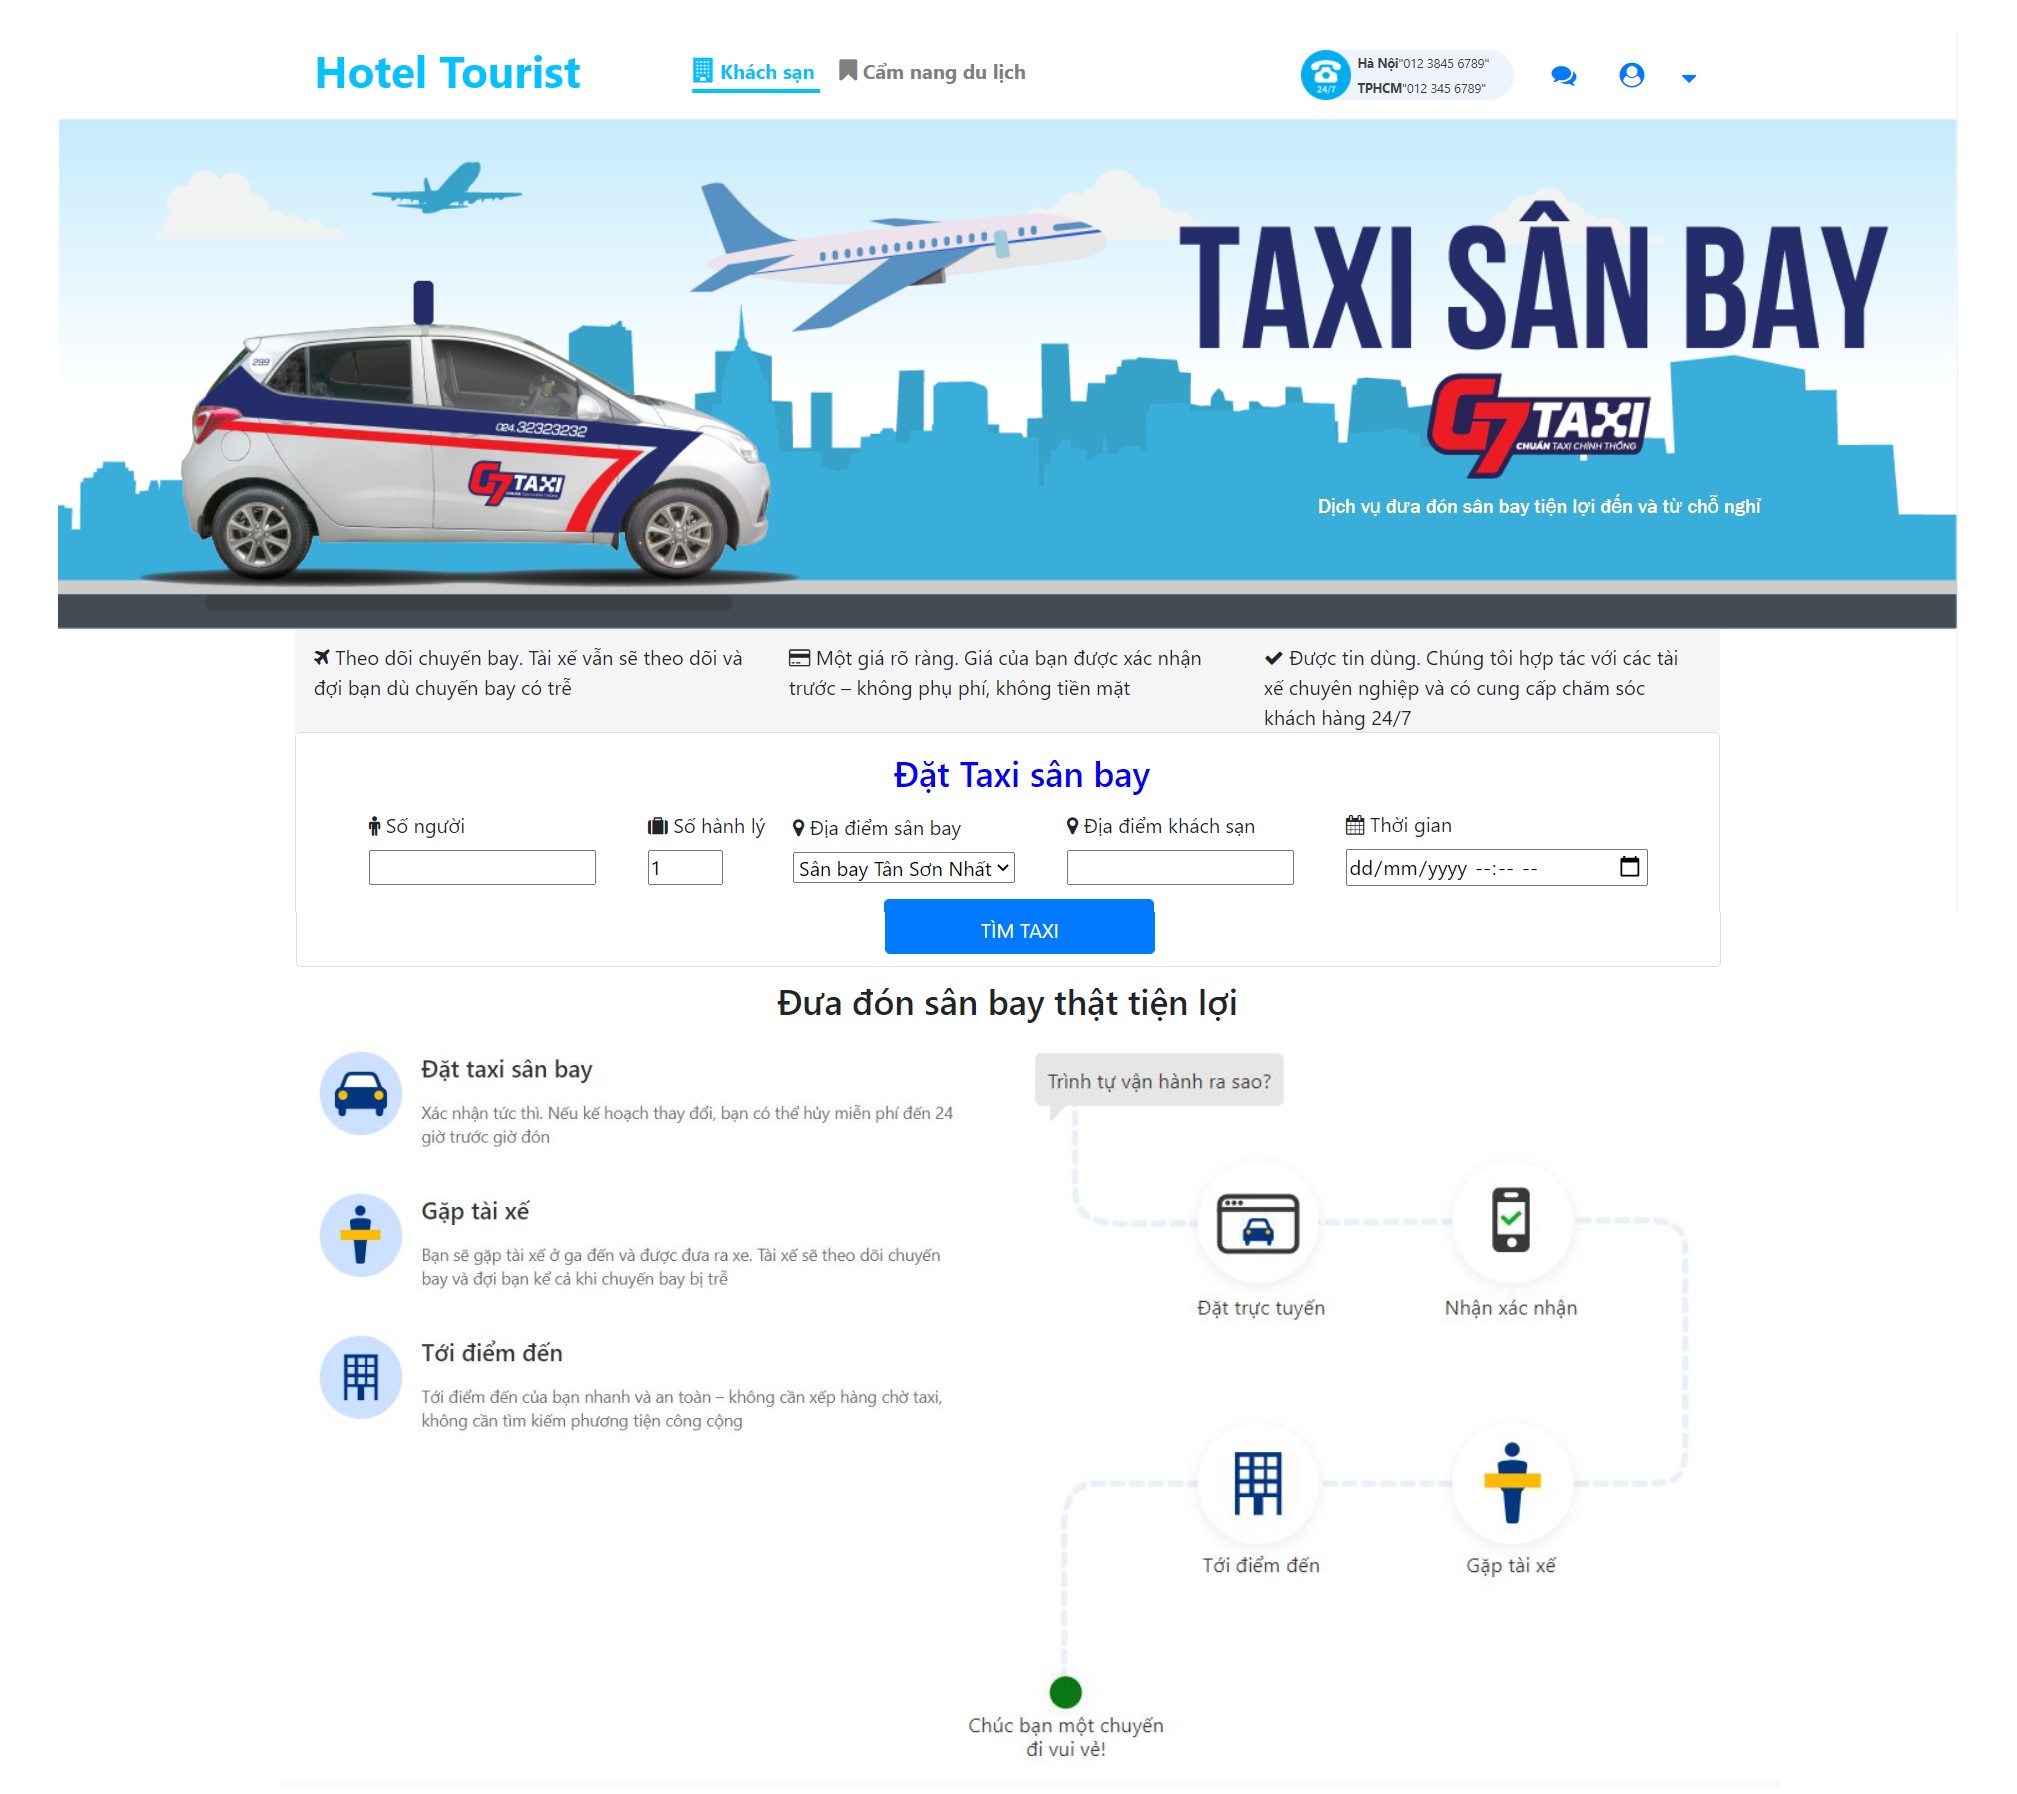 Hotel Tourist
Khách sạn
Cẩm nang du lịch
24/7
Hà Nội"012 3845 6789"
TPHCM"012 345 6789"
TAXI SÂN BAY
G7 TAXI
CHUẨN TAXI CHÍNH THỐNG
Dịch vụ đưa đón sân bay tiện lợi đến và từ chỗ nghỉ
299
024.32323232
G7 TAXI
CHUẨN TAXI CHÍNH THỐNG
Theo dõi chuyến bay. Tài xế vẫn sẽ theo dõi và
đợi bạn dù chuyến bay có trễ
Một giá rõ ràng. Giá của bạn được xác nhận
trước – không phụ phí, không tiền mặt
Được tin dùng. Chúng tôi hợp tác với các tài
xế chuyên nghiệp và có cung cấp chăm sóc
khách hàng 24/7
Đặt Taxi sân bay
Số người
Số hành lý
1
Địa điểm sân bay
Sân bay Tân Sơn Nhất
Địa điểm khách sạn
Thời gian
dd/mm/yyyy --:-- --
TÌM TAXI
Đưa đón sân bay thật tiện lợi
Đặt taxi sân bay
Xác nhận tức thì. Nếu kế hoạch thay đổi, bạn có thể hủy miễn phí đến 24
giờ trước giờ đón
Gặp tài xế
Bạn sẽ gặp tài xế ở ga đến và được đưa ra xe. Tài xế sẽ theo dõi chuyến
bay và đợi bạn kể cả khi chuyến bay bị trễ
Tới điểm đến
Tới điểm đến của bạn nhanh và an toàn – không cần xếp hàng chờ taxi,
không cần tìm kiếm phương tiện công cộng
Trình tự vận hành ra sao?
Đặt trực tuyến
Nhận xác nhận
Tới điểm đến
Gặp tài xế
Chúc bạn một chuyến
đi vui vẻ!